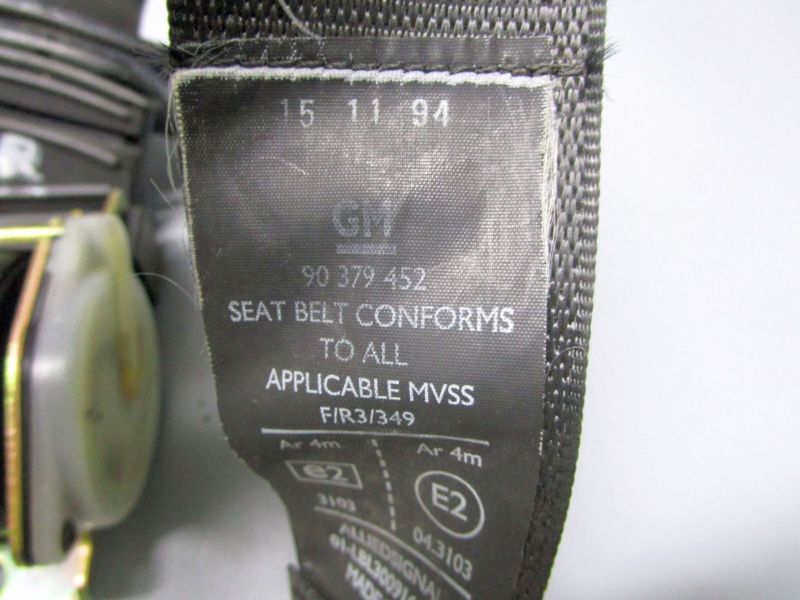 15 11 94
R
GM
90 379 452
SEAT BELT CONFORMS
TO ALL
APPLICABLE MVSS
F/R3/349
Ar 4m Ar 4m
e2 E2
3103 04.3103
ALLIEDSIGNAL
MADE